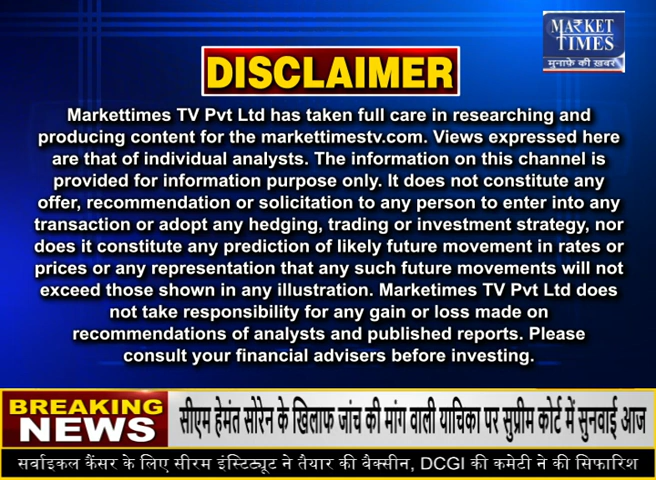 MARKET
TIMES
मुनाफे की ख़बर
DISCLAIMER
Markettimes TV Pvt Ltd has taken full care in researching and
producing content for the markettimestv.com. Views expressed here
are that of individual analysts. The information on this channel is
provided for information purpose only. It does not constitute any
offer, recommendation or solicitation to any person to enter into any
transaction or adopt any hedging, trading or investment strategy, nor
does it constitute any prediction of likely future movement in rates or
prices or any representation that any such future movements will not
exceed those shown in any illustration. Marketimes TV Pvt Ltd does
not take responsibility for any gain or loss made on
recommendations of analysts and published reports. Please
consult your financial advisers before investing.
BREAKING
NEWS
सीएम हेमंत सोरेन के खिलाफ जांच की मांग वाली याचिका पर सुप्रीम कोर्ट में सुनवाई आज
सर्वाइकल कैंसर के लिए सीरम इंस्टिट्यूट ने तैयार की वैक्सीन, DCGI की कमेटी ने की सिफारिश